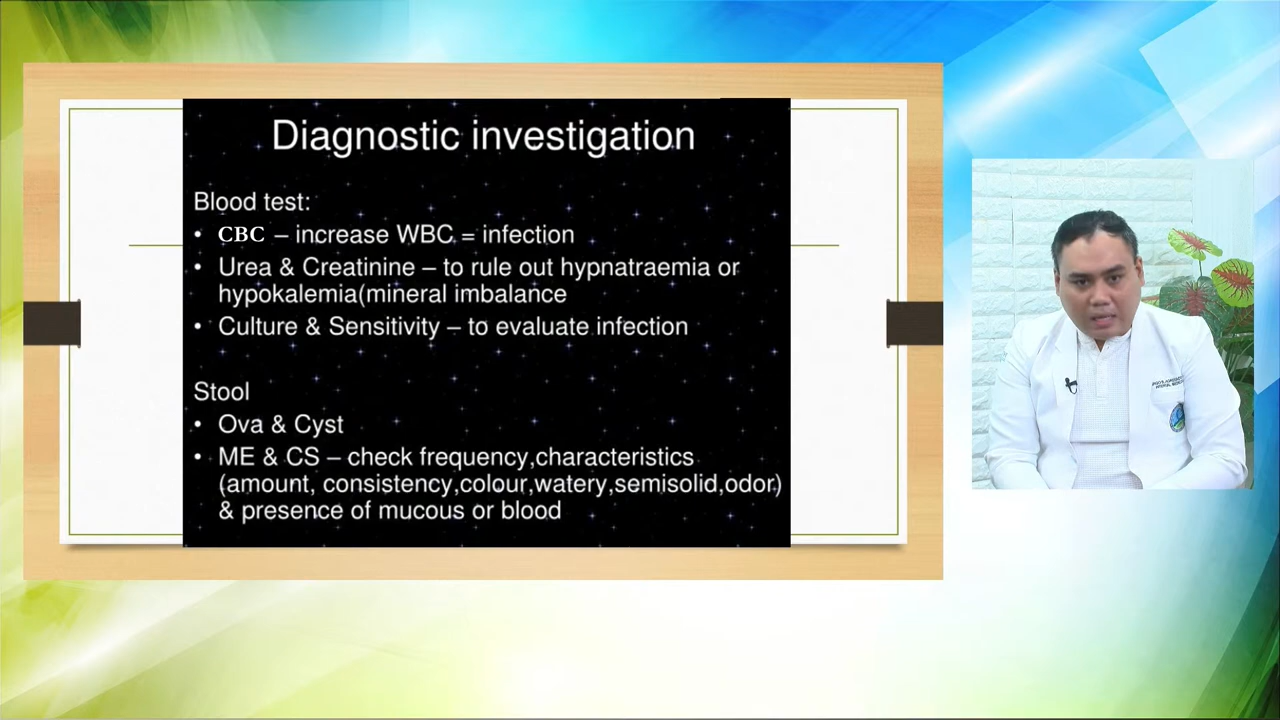 Diagnostic investigation
Blood test:
• CBC – increase WBC = infection
• Urea & Creatinine – to rule out hypnatraemia or
hypokalemia(mineral imbalance
• Culture & Sensitivity – to evaluate infection
Stool
• Ova & Cyst
• ME & CS – check frequency,characteristics
(amount, consistency,colour,watery,semisolid,odor)
& presence of mucous or blood